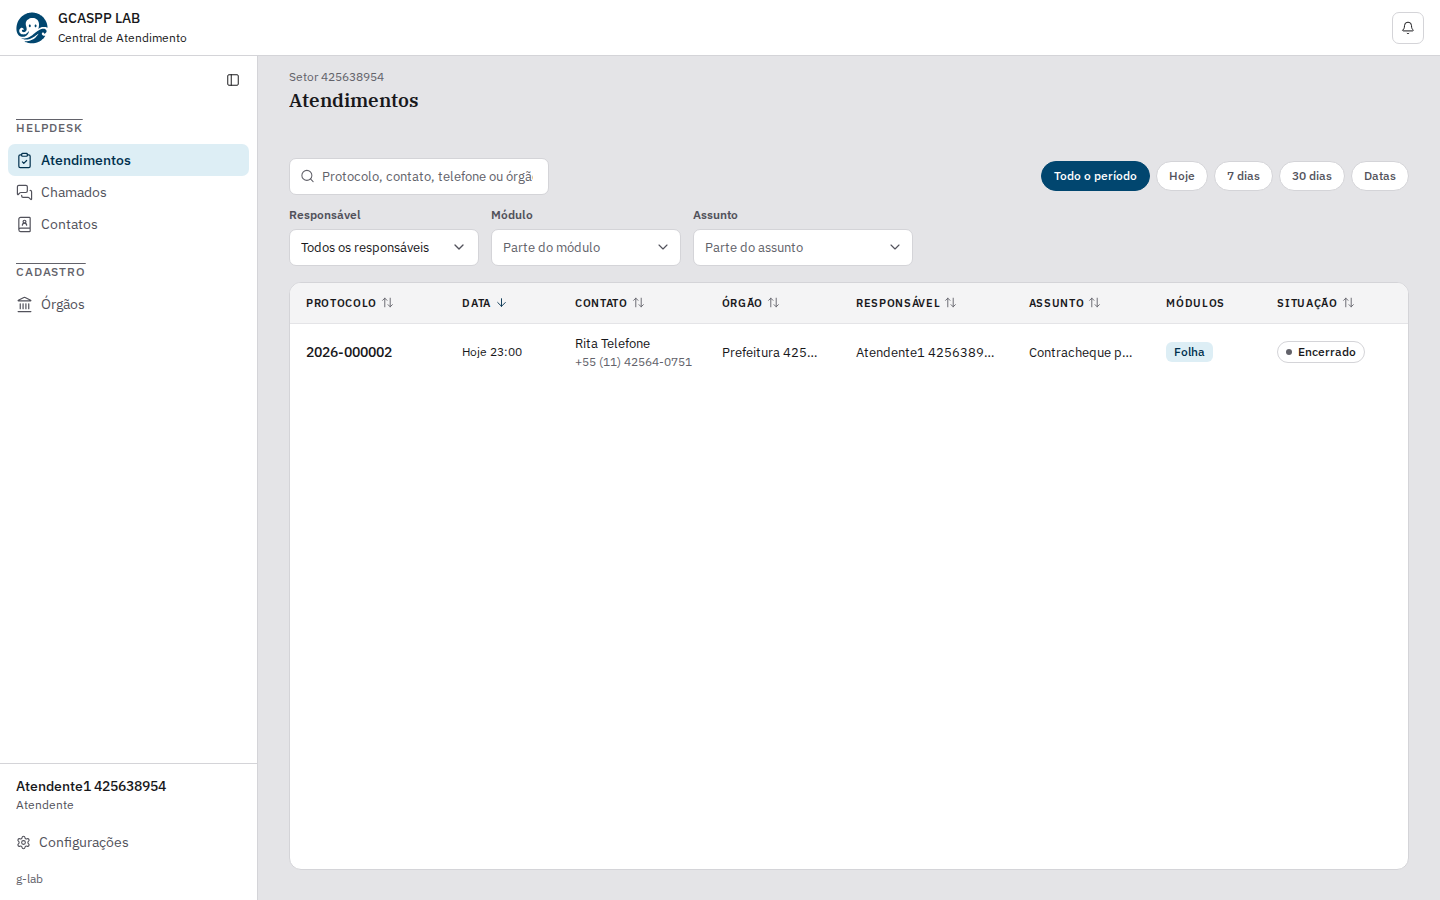 GCASPP LAB
Central de Atendimento
HELPDESK
Atendimentos
Chamados
Contatos
CADASTRO
Órgãos
Atendente1 425638954
Atendente
Configurações
g-lab
Setor 425638954
Atendimentos
Protocolo, contato, telefone ou órgã
Todo o período Hoje 7 dias 30 dias Datas
Responsável Módulo Assunto
Todos os responsáveis Parte do módulo Parte do assunto
PROTOCOLO DATA CONTATO ÓRGÃO RESPONSÁVEL ASSUNTO MÓDULOS SITUAÇÃO
2026-000002 Hoje 23:00 Rita Telefone Prefeitura 425... Atendente1 4256389... Contracheque p... Folha Encerrado
+55 (11) 42564-0751